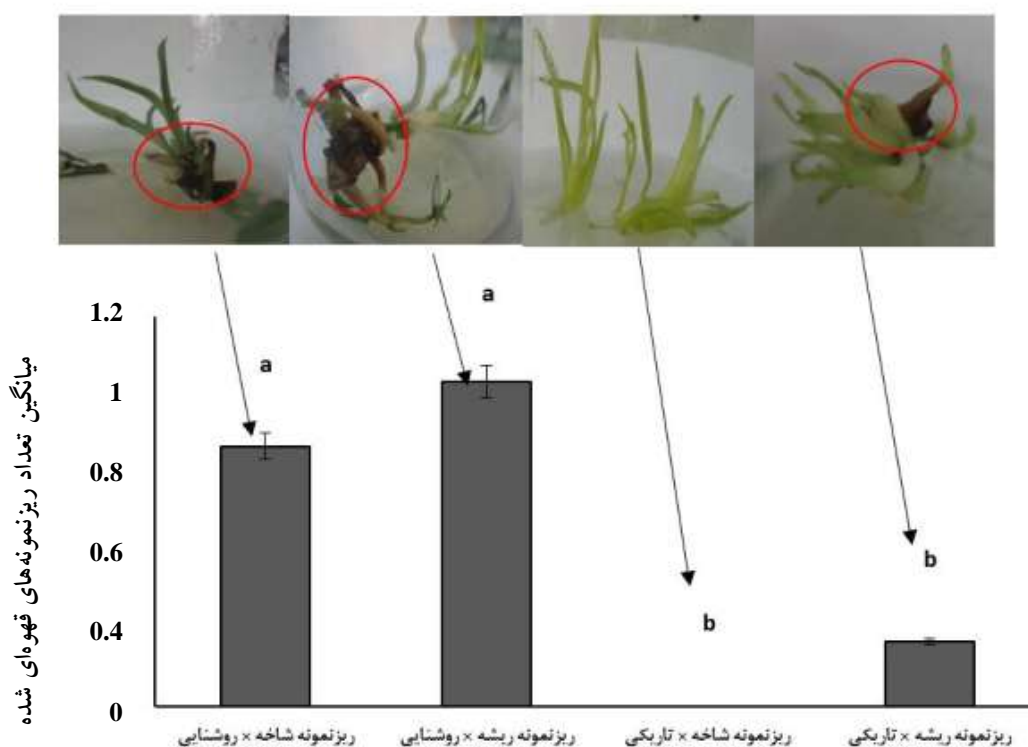 a
a
b
b
1.2
1
0.8
0.6
0.4
0
میانگین تعداد ریزنمونه‌های قهوه‌ای شده
ریزنمونه شاخه × روشنایی
ریزنمونه ریشه × روشنایی
ریزنمونه شاخه × تاریکی
ریزنمونه ریشه × تاریکی